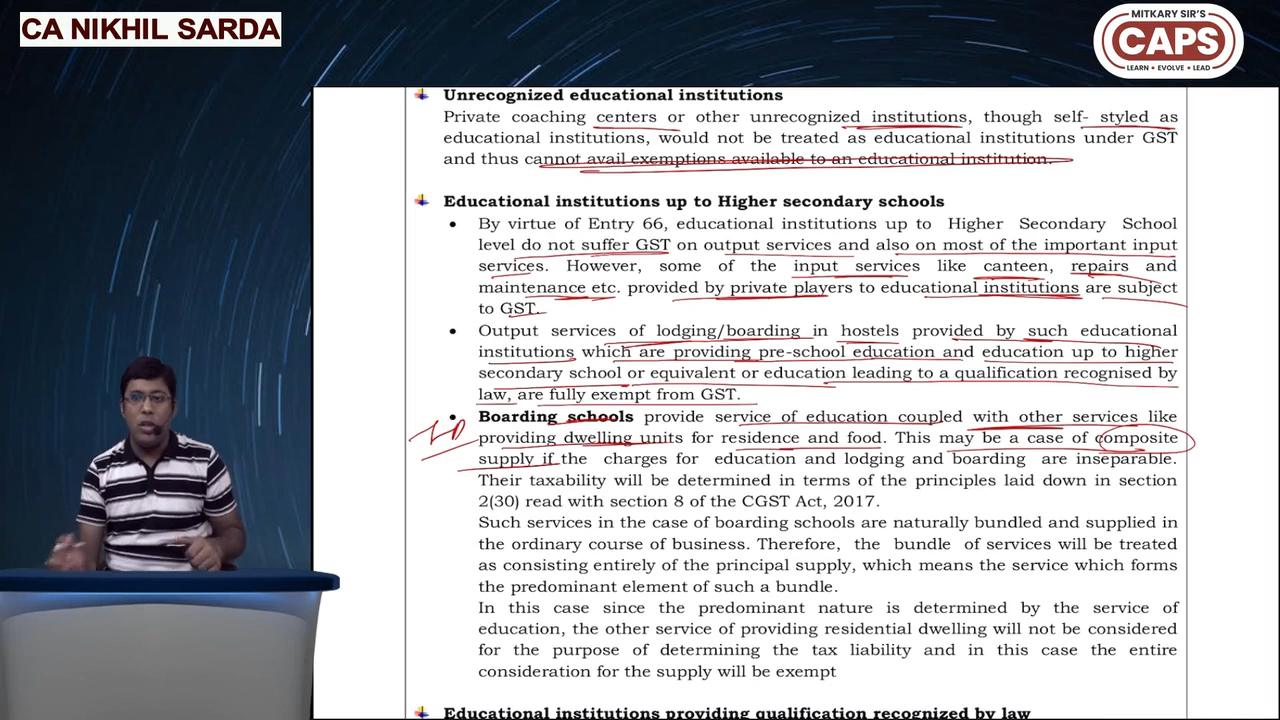 CA NIKHIL SARDA
MITKARY SIR'S
CAPS
LEARN • EVOLVE • LEAD
Unrecognized educational institutions
Private coaching centers or other unrecognized institutions, though self- styled as
educational institutions, would not be treated as educational institutions under GST
and thus cannot avail exemptions available to an educational institution.
Educational institutions up to Higher secondary schools
• By virtue of Entry 66, educational institutions up to Higher Secondary School
level do not suffer GST on output services and also on most of the important input
services. However, some of the input services like canteen, repairs and
maintenance etc. provided by private players to educational institutions are subject
to GST.
• Output services of lodging/boarding in hostels provided by such educational
institutions which are providing pre-school education and education up to higher
secondary school or equivalent or education leading to a qualification recognised by
law, are fully exempt from GST.
• Boarding schools provide service of education coupled with other services like
providing dwelling units for residence and food. This may be a case of composite
supply if the charges for education and lodging and boarding are inseparable.
Their taxability will be determined in terms of the principles laid down in section
2(30) read with section 8 of the CGST Act, 2017.
Such services in the case of boarding schools are naturally bundled and supplied in
the ordinary course of business. Therefore, the bundle of services will be treated
as consisting entirely of the principal supply, which means the service which forms
the predominant element of such a bundle.
In this case since the predominant nature is determined by the service of
education, the other service of providing residential dwelling will not be considered
for the purpose of determining the tax liability and in this case the entire
consideration for the supply will be exempt
Educational institutions providing qualification recognized by law